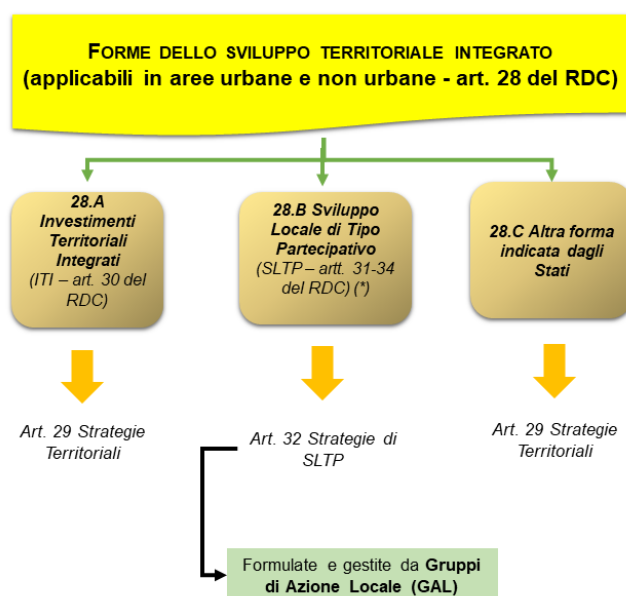 FORME DELLO SVILUPPO TERRITORIALE INTEGRATO
(applicabili in aree urbane e non urbane - art. 28 del RDC)
28.A
Investimenti
Territoriali
Integrati
(ITI – art. 30 del
RDC)
28.B Sviluppo
Locale di Tipo
Partecipativo
(SLTP – artt. 31-34
del RDC) (*)
28.C Altra forma
indicata dagli
Stati
Art. 29 Strategie
Territoriali
Art. 32 Strategie di
SLTP
Art. 29 Strategie
Territoriali
Formulate e gestite da Gruppi
di Azione Locale (GAL)